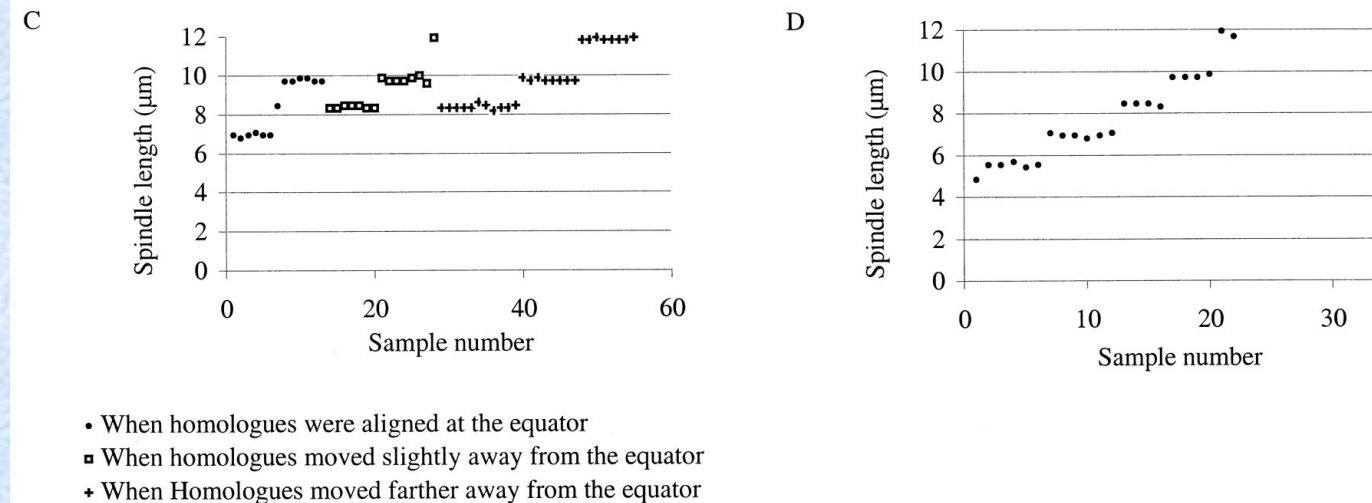 C
12
10
8
6
4
2
0
Spindle length (µm)
0 20 40 60
Sample number
D
12
10
8
6
4
2
0
Spindle length (µm)
0 10 20 30
Sample number
• When homologues were aligned at the equator
When homologues moved slightly away from the equator
+ When Homologues moved farther away from the equator